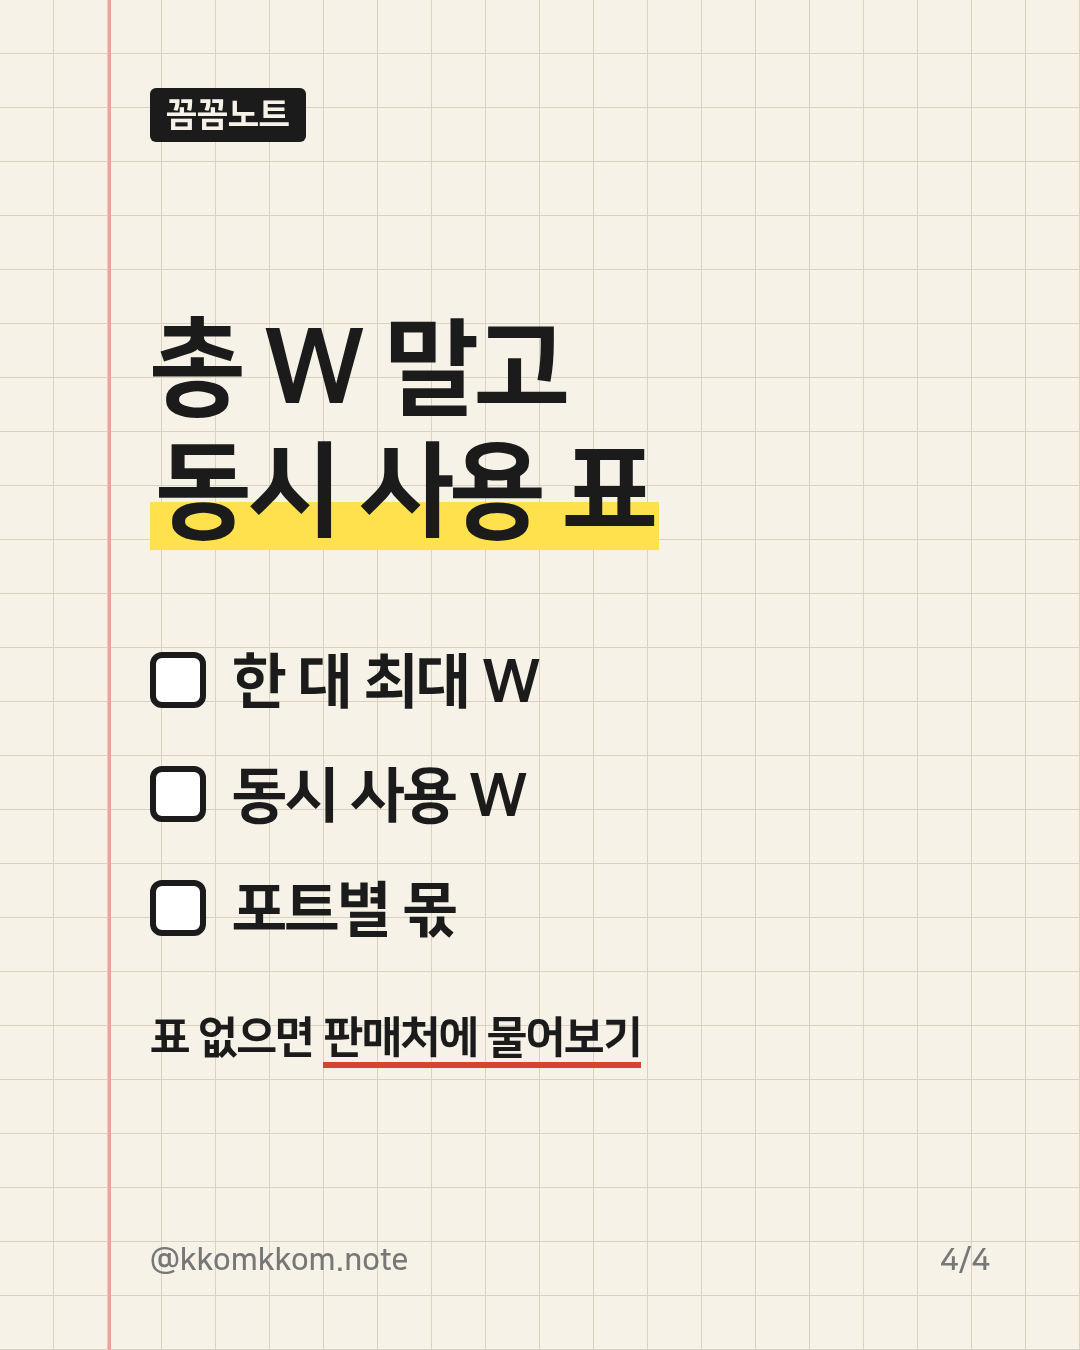 꼼꼼노트
총 W 말고
동시 사용 표
한 대 최대 W
동시 사용 W
포트별 몫
표 없으면 판매처에 물어보기
@kkomkkom.note
4/4